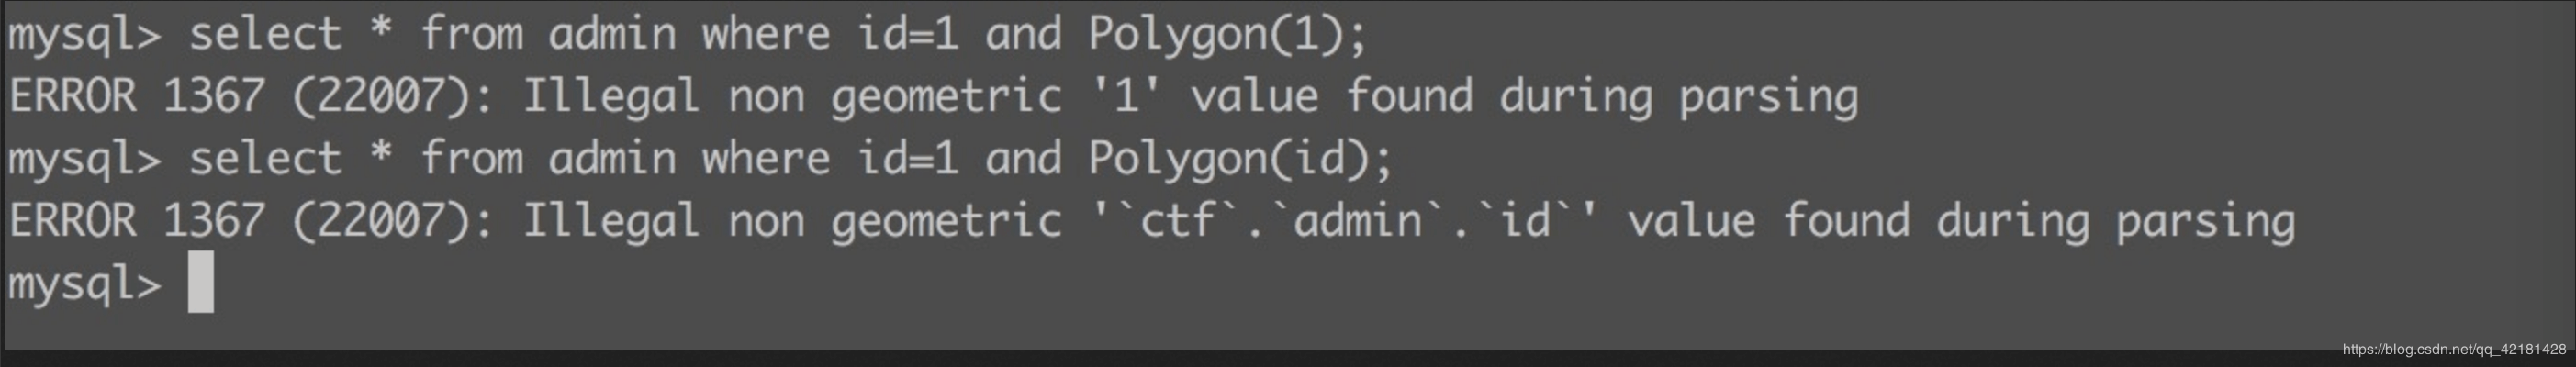 mysql> select * from admin where id=1 and Polygon(1);
ERROR 1367 (22007): Illegal non geometric '1' value found during parsing
mysql> select * from admin where id=1 and Polygon(id);
ERROR 1367 (22007): Illegal non geometric '`ctf`.`admin`.`id`' value found during parsing
mysql>
https://blog.csdn.net/qq_42181428